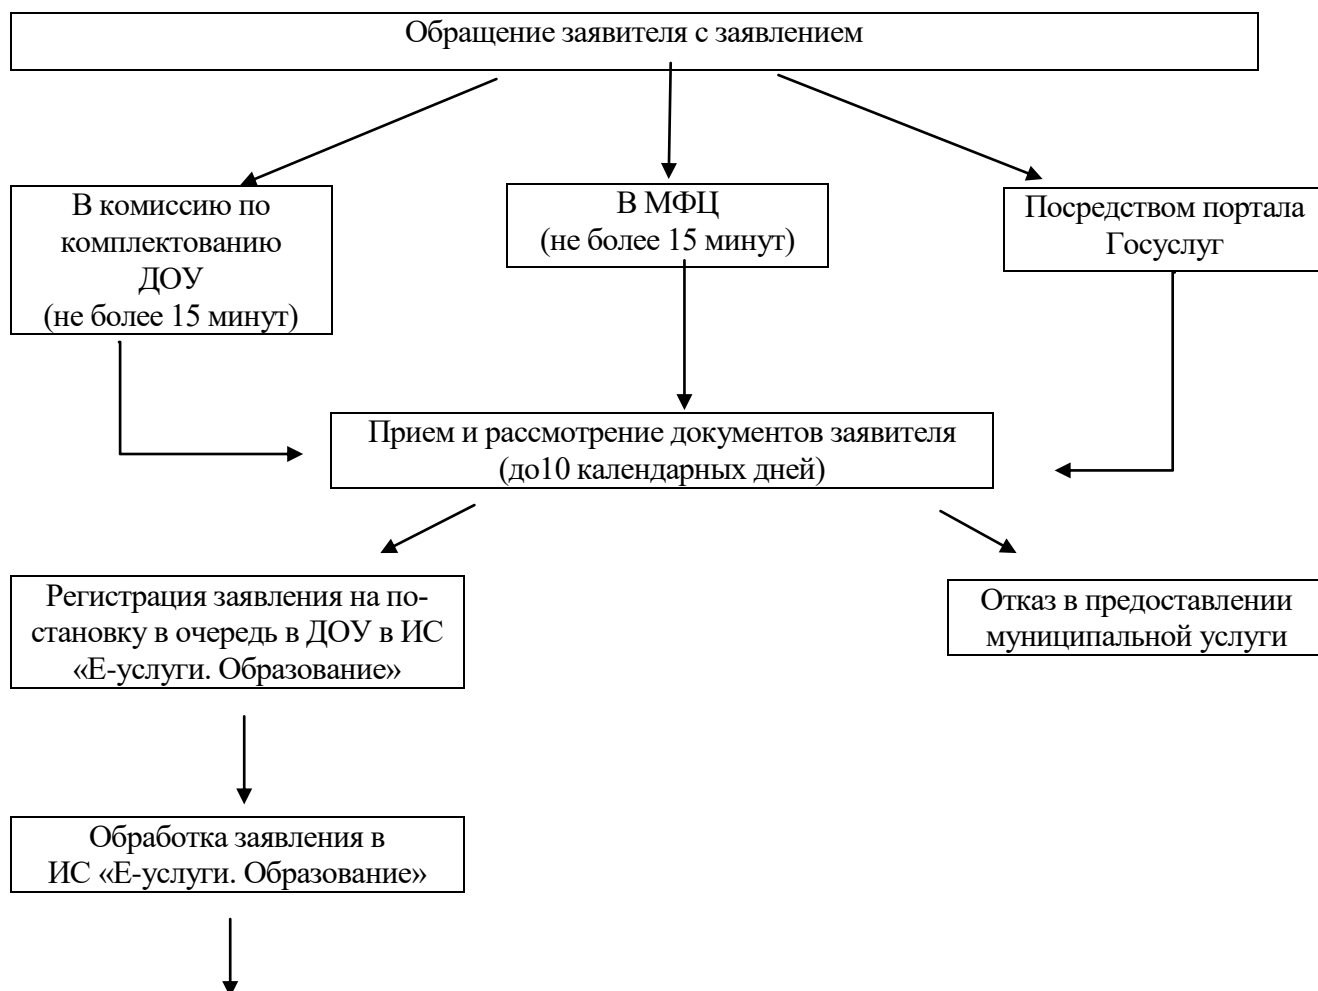 Обращение заявителя с заявлением
В комиссию по
комплектованию
ДОУ
(не более 15 минут)
В МФЦ
(не более 15 минут)
Посредством портала
Госуслуг
Прием и рассмотрение документов заявителя
(до10 календарных дней)
Регистрация заявления на по-
становку в очередь в ДОУ в ИС
«Е-услуги. Образование»
Отказ в предоставлении
муниципальной услуги
Обработка заявления в
ИС «Е-услуги. Образование»